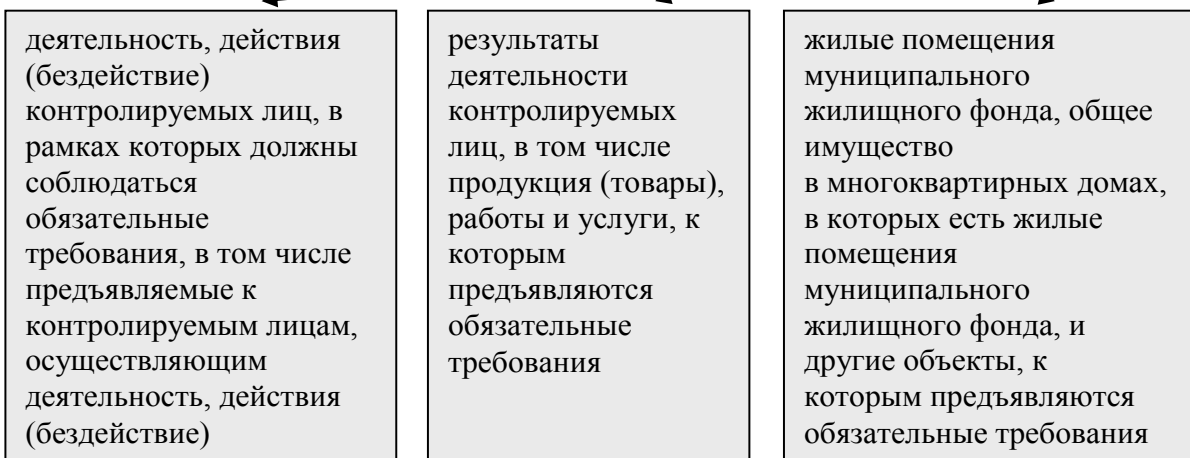 деятельность, действия
(бездействие)
контролируемых лиц, в
рамках которых должны
соблюдаться
обязательные
требования, в том числе
предъявляемые к
контролируемым лицам,
осуществляющим
деятельность, действия
(бездействие)
результаты
деятельности
контролируемых
лиц, в том числе
продукция (товары),
работы и услуги, к
которым
предъявляются
обязательные
требования
жилые помещения
муниципального
жилищного фонда, общее
имущество
в многоквартирных домах,
в которых есть жилые
помещения
муниципального
жилищного фонда, и
другие объекты, к
которым предъявляются
обязательные требования